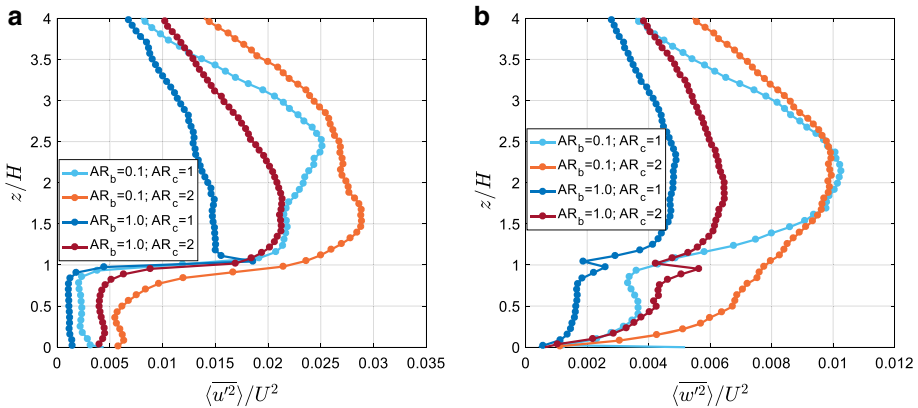 a
4
3.5
3
2.5
2
1.5
1
0.5
0
z/H
AR_b=0.1; AR_c=1
AR_b=0.1; AR_c=2
AR_b=1.0; AR_c=1
AR_b=1.0; AR_c=2
0 0.005 0.01 0.015 0.02 0.025 0.03 0.035
⟨\overline{u'^2}⟩/U^2
b
4
3.5
3
2.5
2
1.5
1
0.5
0
z/H
AR_b=0.1; AR_c=1
AR_b=0.1; AR_c=2
AR_b=1.0; AR_c=1
AR_b=1.0; AR_c=2
0 0.002 0.004 0.006 0.008 0.01 0.012
⟨\overline{w'^2}⟩/U^2